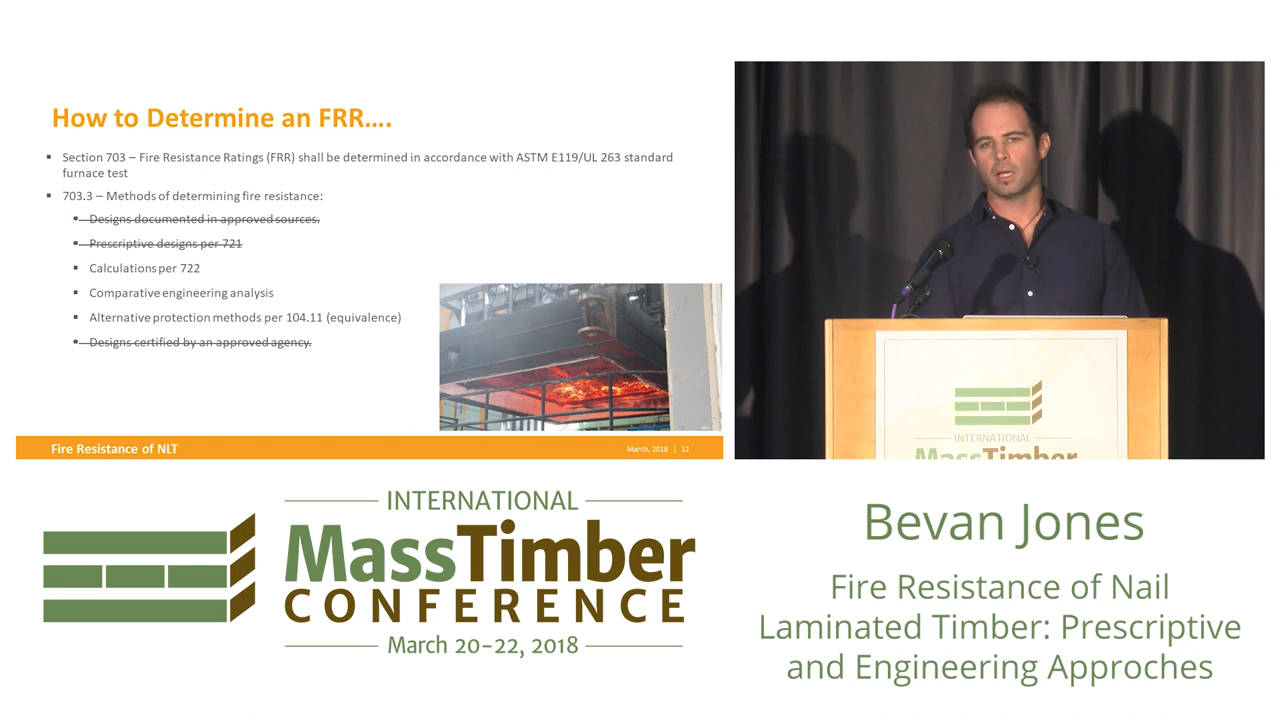 How to Determine an FRR....
▪ Section 703 – Fire Resistance Ratings (FRR) shall be determined in accordance with ASTM E119/UL 263 standard
furnace test
▪ 703.3 – Methods of determining fire resistance:
▪ Designs documented in approved sources.
▪ Prescriptive designs per 721
▪ Calculations per 722
▪ Comparative engineering analysis
▪ Alternative protection methods per 104.11 (equivalence)
▪ Designs certified by an approved agency.
Fire Resistance of NLT
March, 2018 | 12
INTERNATIONAL
MassTimber
INTERNATIONAL
MassTimber
CONFERENCE
March 20-22, 2018
Bevan Jones
Fire Resistance of Nail
Laminated Timber: Prescriptive
and Engineering Approches